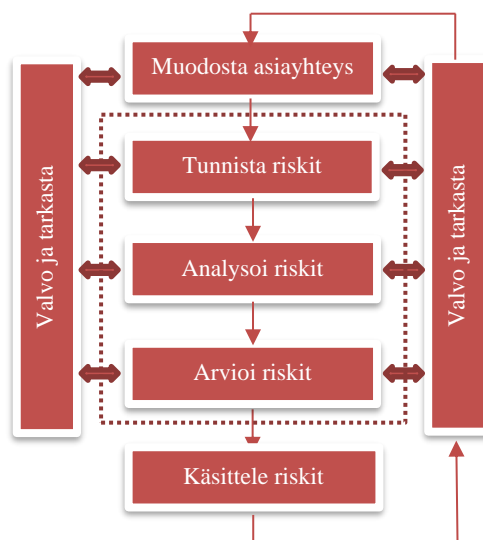 Muodosta asiayhteys
Valvo ja tarkasta
Tunnista riskit
Analysoi riskit
Arvioi riskit
Käsittele riskit
Valvo ja tarkasta